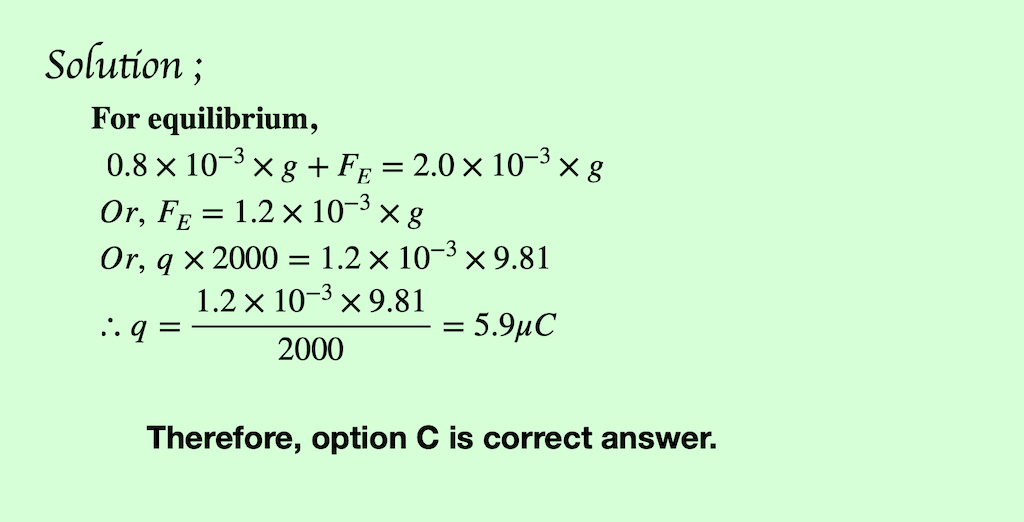 Solution ;
For equilibrium,
0.8 × 10⁻³ × g + F_E = 2.0 × 10⁻³ × g
Or, F_E = 1.2 × 10⁻³ × g
Or, q × 2000 = 1.2 × 10⁻³ × 9.81
∴ q = (1.2 × 10⁻³ × 9.81) / 2000 = 5.9μC
Therefore, option C is correct answer.